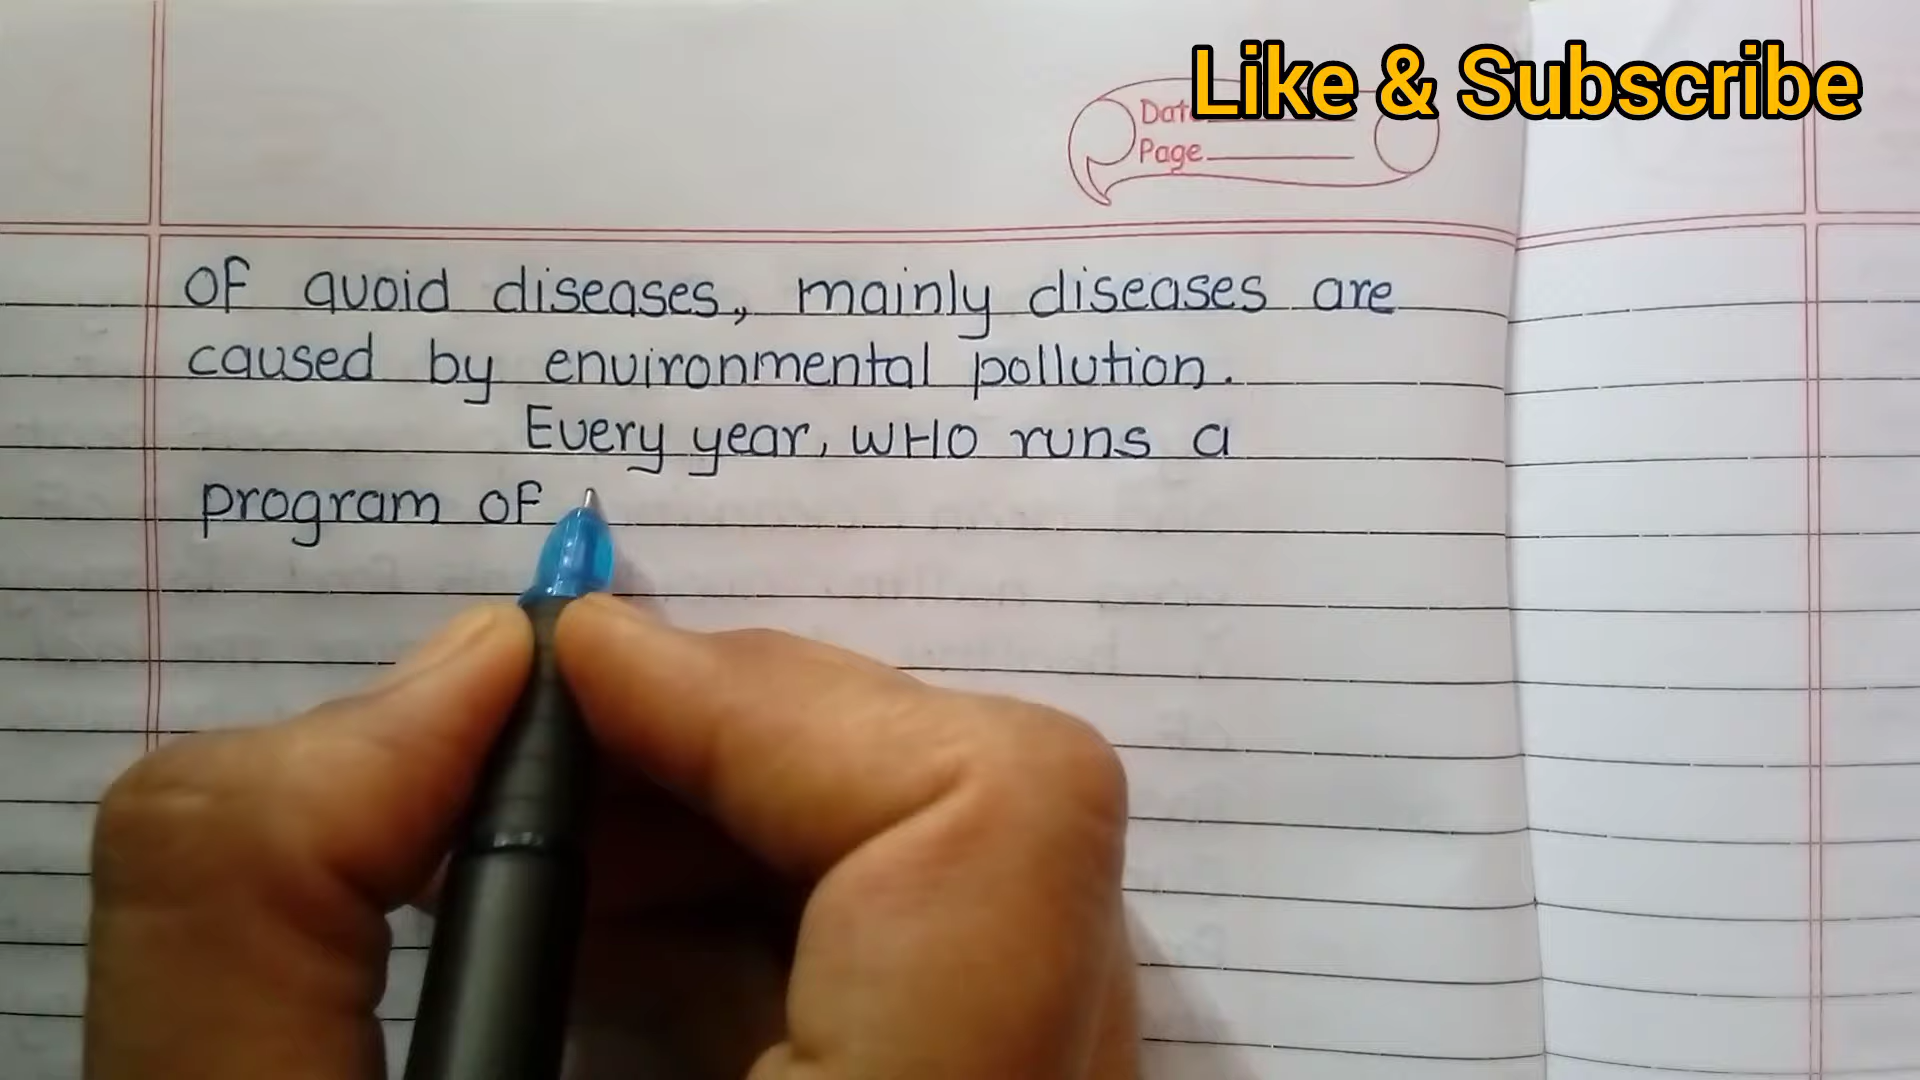 Like & Subscribe
Date
Page
of avoid diseases, mainly diseases are
caused by environmental pollution.
Every year, WHO runs a
program of